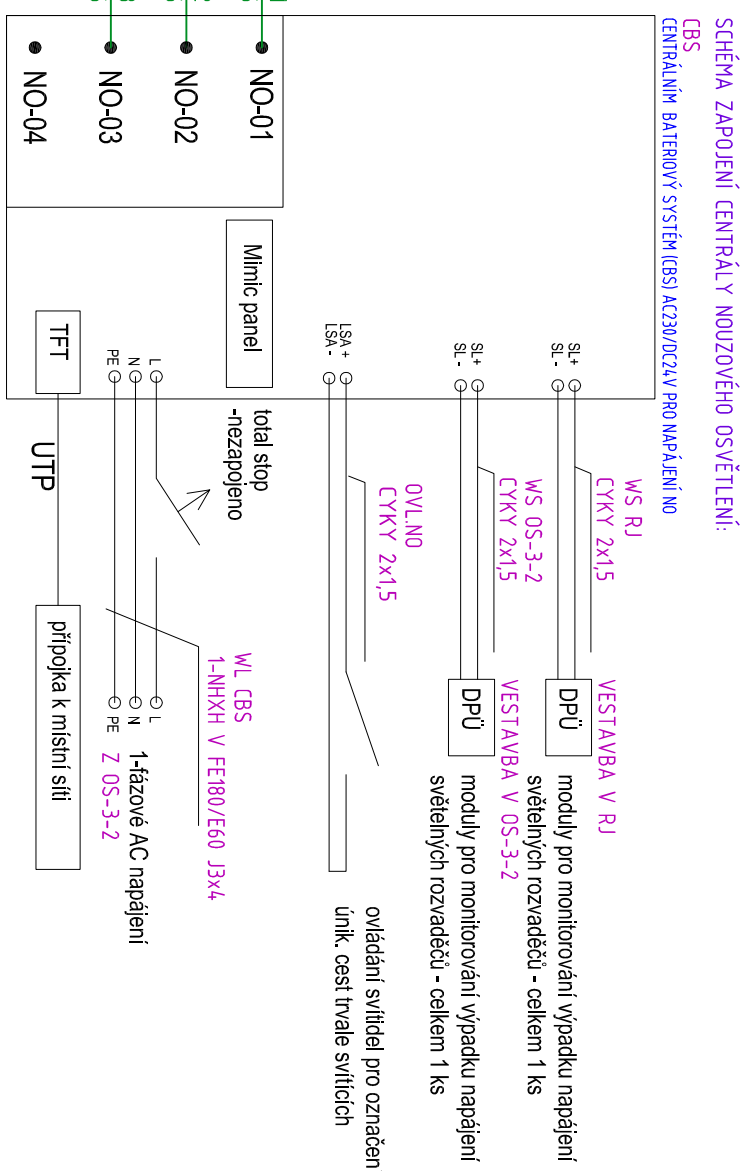 SCHÉMA ZAPOJENÍ CENTRÁLY NOUZOVÉHO OSVĚTLENÍ:
CBS
CENTRÁLNÍM BATERIOVÝ SYSTÉM (CBS) AC230/DC24V PRO NAPÁJENÍ NO
WS RJ
CYKY 2x1,5
VESTAVBA V RJ
SL+
SL-
DPÜ
moduly pro monitorování výpadku napájení
světelných rozvaděčů - celkem 1 ks
WS OS-3-2
CYKY 2x1,5
VESTAVBA V OS-3-2
SL+
SL-
DPÜ
moduly pro monitorování výpadku napájení
světelných rozvaděčů - celkem 1 ks
LSA+
LSA-
OVL.NO
CYKY 2x1,5
ovládání svítidel pro označen
únik. cest trvale svítících
NO-01
NO-02
NO-03
NO-04
Mimic panel
total stop
-nezapojeno
WL CBS
1-NHXH V FE180/E60 J3x4
L
N
PE
L
N
PE
1-fázové AC napájení
Z OS-3-2
TFT
UTP
přípojka k místní síti